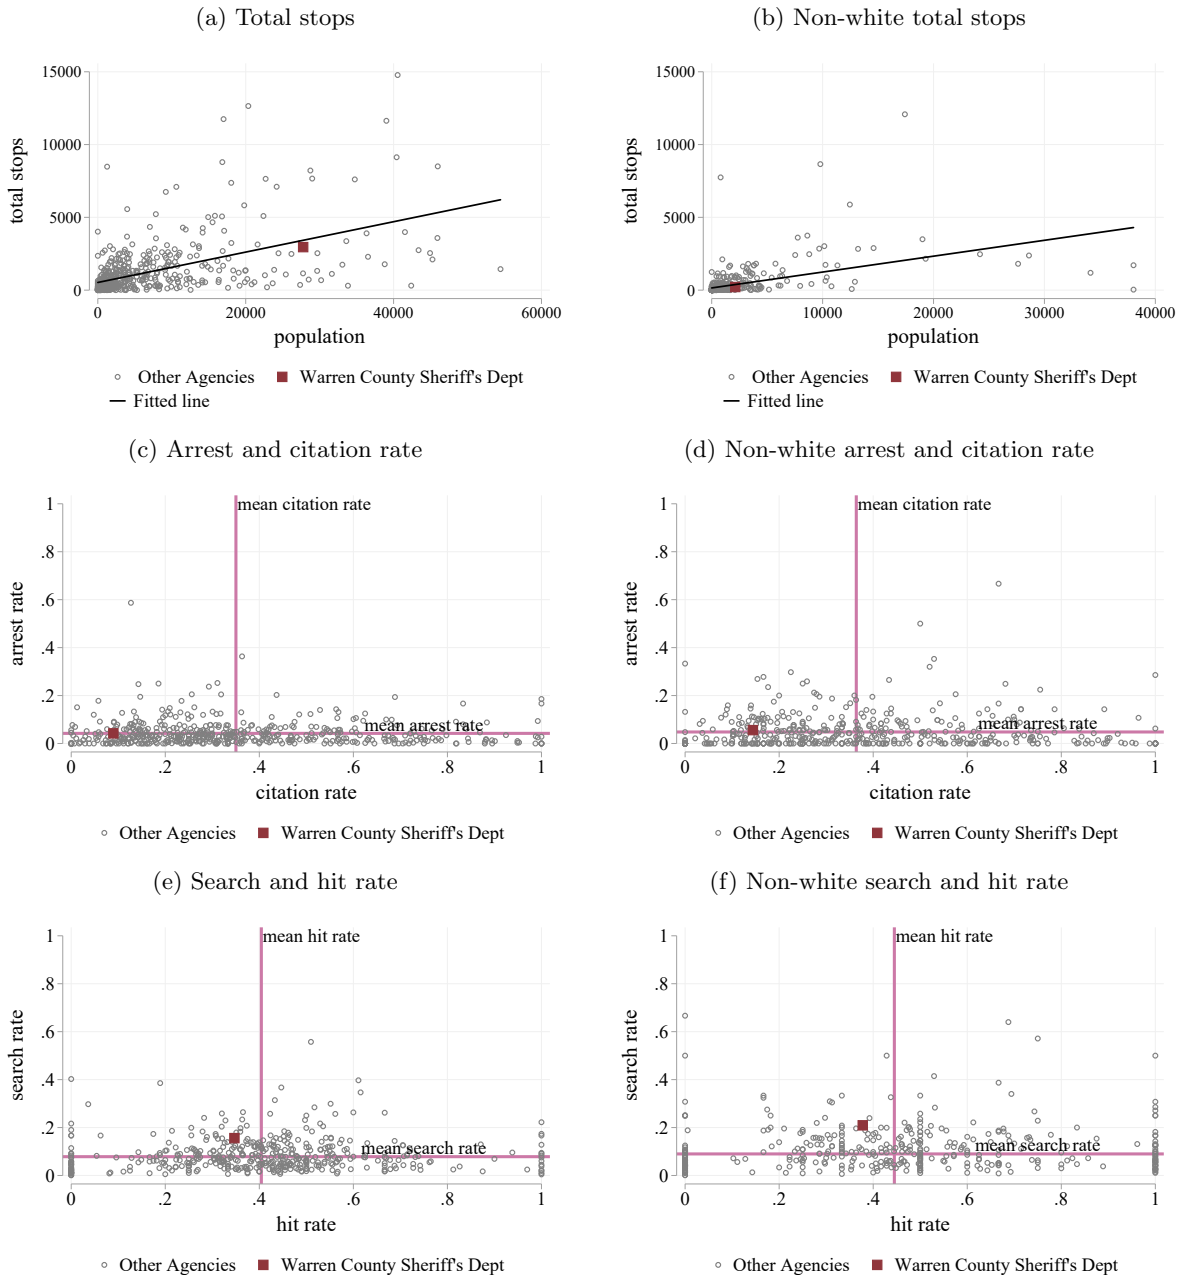 (a) Total stops
(b) Non-white total stops
15000
10000
5000
0
total stops
0 20000 40000 60000
population
Other Agencies Warren County Sheriff's Dept
Fitted line
15000
10000
5000
0
total stops
0 10000 20000 30000 40000
population
Other Agencies Warren County Sheriff's Dept
Fitted line
(c) Arrest and citation rate
(d) Non-white arrest and citation rate
1
.8
.6
.4
.2
0
arrest rate
mean citation rate
mean arrest rate
0 .2 .4 .6 .8 1
citation rate
Other Agencies Warren County Sheriff's Dept
1
.8
.6
.4
.2
0
arrest rate
mean citation rate
mean arrest rate
0 .2 .4 .6 .8 1
citation rate
Other Agencies Warren County Sheriff's Dept
(e) Search and hit rate
(f) Non-white search and hit rate
1
.8
.6
.4
.2
0
search rate
mean hit rate
mean search rate
0 .2 .4 .6 .8 1
hit rate
Other Agencies Warren County Sheriff's Dept
1
.8
.6
.4
.2
0
search rate
mean hit rate
mean search rate
0 .2 .4 .6 .8 1
hit rate
Other Agencies Warren County Sheriff's Dept